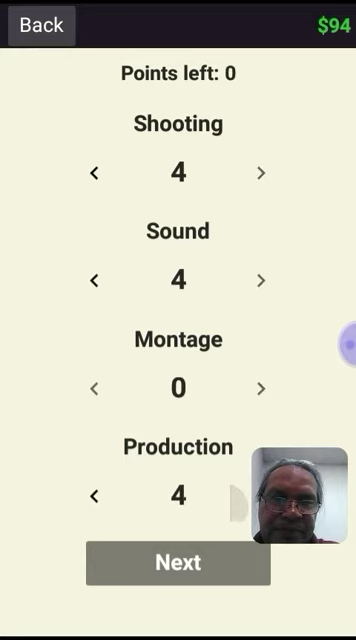 Back
$94
Points left: 0
Shooting
< 4 >
Sound
< 4 >
Montage
< 0 >
Production
< 4
Next